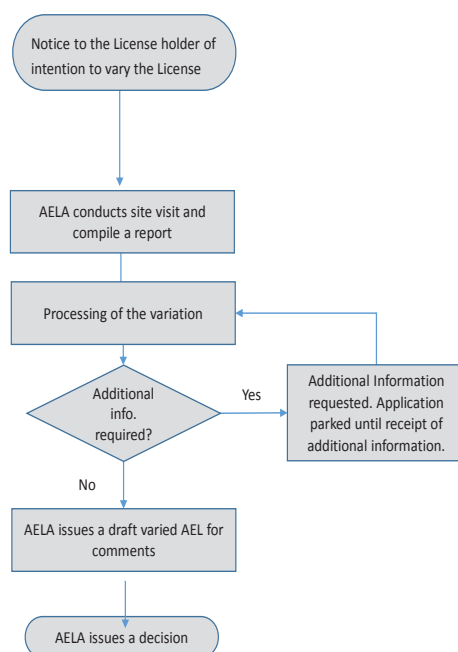 Notice to the License holder of
intention to vary the License
AELA conducts site visit and
compile a report
Processing of the variation
Additional
info.
required?
Yes
Additional Information
requested. Application
parked until receipt of
additional information.
No
AELA issues a draft varied AEL for
comments
AELA issues a decision